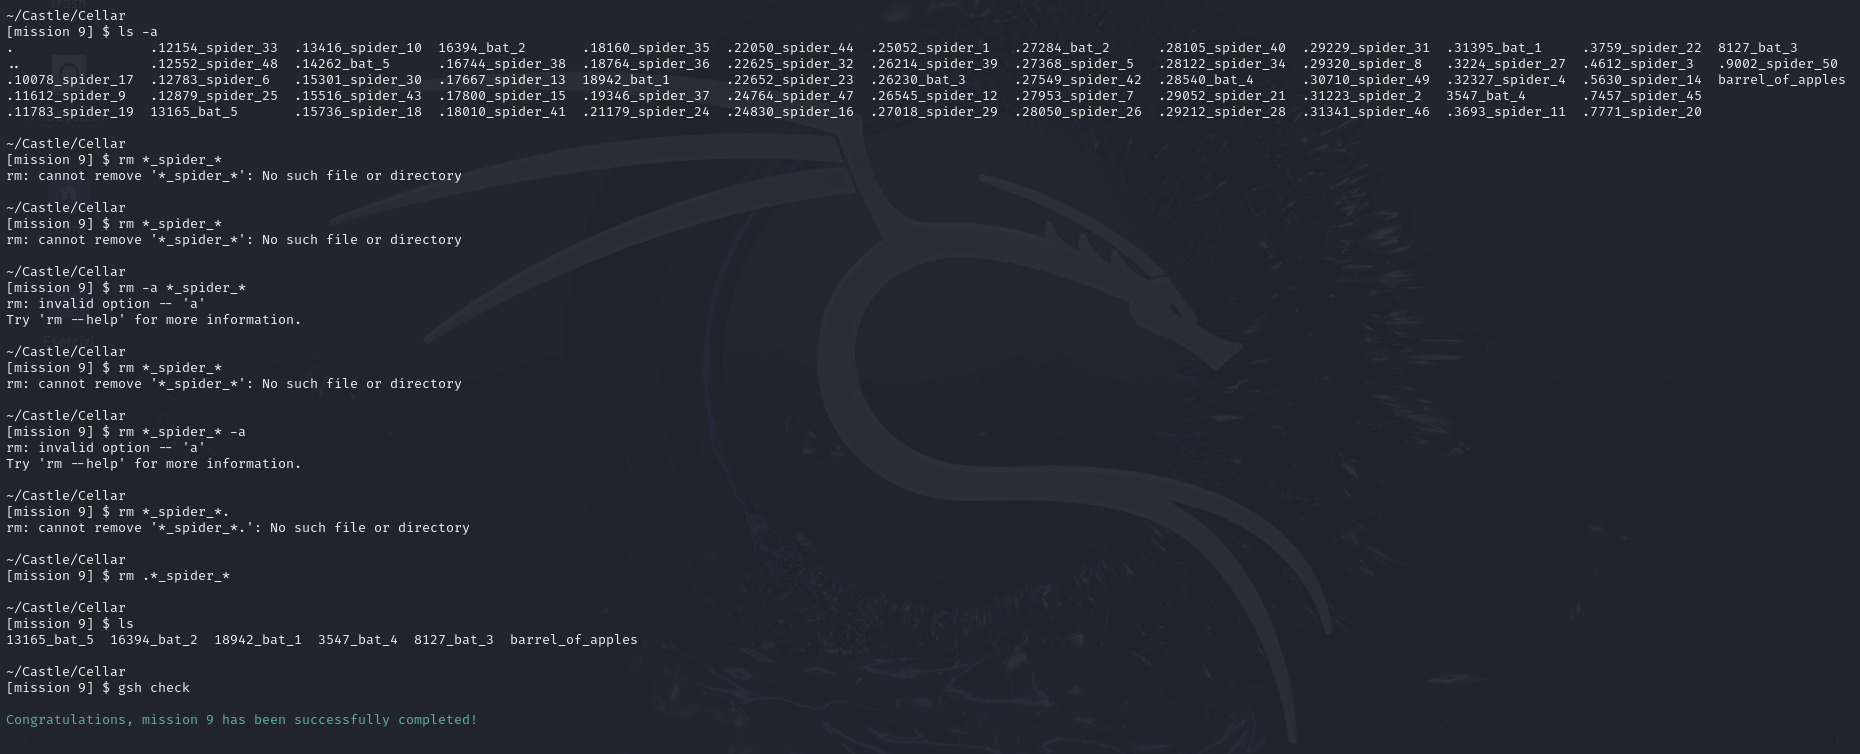 ~/Castle/Cellar
[mission 9] $ ls -a
.                 .12154_spider_33  .13416_spider_10  16394_bat_2       .18160_spider_35  .22050_spider_44  .25052_spider_1   .27284_bat_2      .28105_spider_40  .29229_spider_31  .31395_bat_1     .3759_spider_22  8127_bat_3
..                .12552_spider_48  .14262_bat_5      .16744_spider_38  .18764_spider_36  .22625_spider_32  .26214_spider_39  .27368_spider_5   .28122_spider_34  .29320_spider_8   .3224_spider_27  .4612_spider_3   .9002_spider_50
.10078_spider_17  .12783_spider_6   .15301_spider_30  .17667_spider_13  18942_bat_1       .22652_spider_23  .26230_bat_3      .27549_spider_42  .28540_bat_4      .30710_spider_49  .32327_spider_4  .5630_spider_14  barrel_of_apples
.11612_spider_9   .12879_spider_25  .15516_spider_43  .17800_spider_15  .19346_spider_37  .24764_spider_47  .26545_spider_12  .27953_spider_7   .29052_spider_21  .31223_spider_2   3547_bat_4       .7457_spider_45
.11783_spider_19  13165_bat_5       .15736_spider_18  .18010_spider_41  .21179_spider_24  .24830_spider_16  .27018_spider_29  .28050_spider_26  .29212_spider_28  .31341_spider_46  .3693_spider_11  .7771_spider_20
~/Castle/Cellar
[mission 9] $ rm *_spider_*
rm: cannot remove '*_spider_*': No such file or directory
~/Castle/Cellar
[mission 9] $ rm *_spider_*
rm: cannot remove '*_spider_*': No such file or directory
~/Castle/Cellar
[mission 9] $ rm -a *_spider_*
rm: invalid option -- 'a'
Try 'rm --help' for more information.
~/Castle/Cellar
[mission 9] $ rm *_spider_*
rm: cannot remove '*_spider_*': No such file or directory
~/Castle/Cellar
[mission 9] $ rm *_spider_* -a
rm: invalid option -- 'a'
Try 'rm --help' for more information.
~/Castle/Cellar
[mission 9] $ rm *_spider_*.
rm: cannot remove '*_spider_*.': No such file or directory
~/Castle/Cellar
[mission 9] $ rm .*_spider_*
~/Castle/Cellar
[mission 9] $ ls
13165_bat_5  16394_bat_2  18942_bat_1  3547_bat_4  8127_bat_3  barrel_of_apples
~/Castle/Cellar
[mission 9] $ gsh check
Congratulations, mission 9 has been successfully completed!